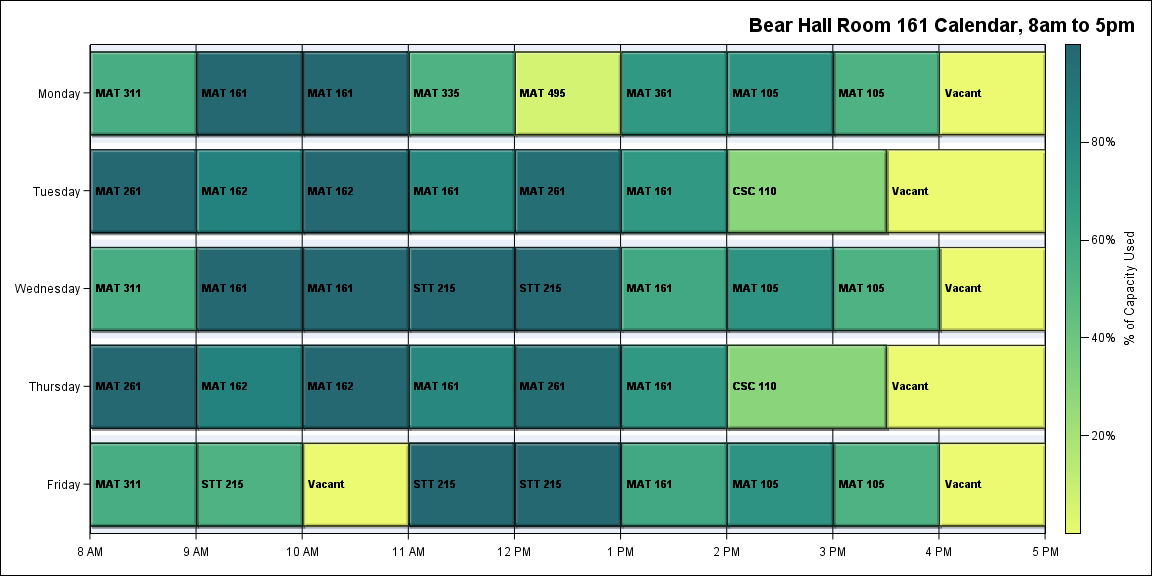 Bear Hall Room 161 Calendar, 8am to 5pm
Monday
MAT 311
MAT 161
MAT 161
MAT 335
MAT 495
MAT 361
MAT 105
MAT 105
Vacant
Tuesday
MAT 261
MAT 162
MAT 162
MAT 161
MAT 261
MAT 161
CSC 110
Vacant
Wednesday
MAT 311
MAT 161
MAT 161
STT 215
STT 215
MAT 161
MAT 105
MAT 105
Vacant
Thursday
MAT 261
MAT 162
MAT 162
MAT 161
MAT 261
MAT 161
CSC 110
Vacant
Friday
MAT 311
STT 215
Vacant
STT 215
STT 215
MAT 161
MAT 105
MAT 105
Vacant
8 AM
9 AM
10 AM
11 AM
12 PM
1 PM
2 PM
3 PM
4 PM
5 PM
80%
60%
40%
20%
% of Capacity Used